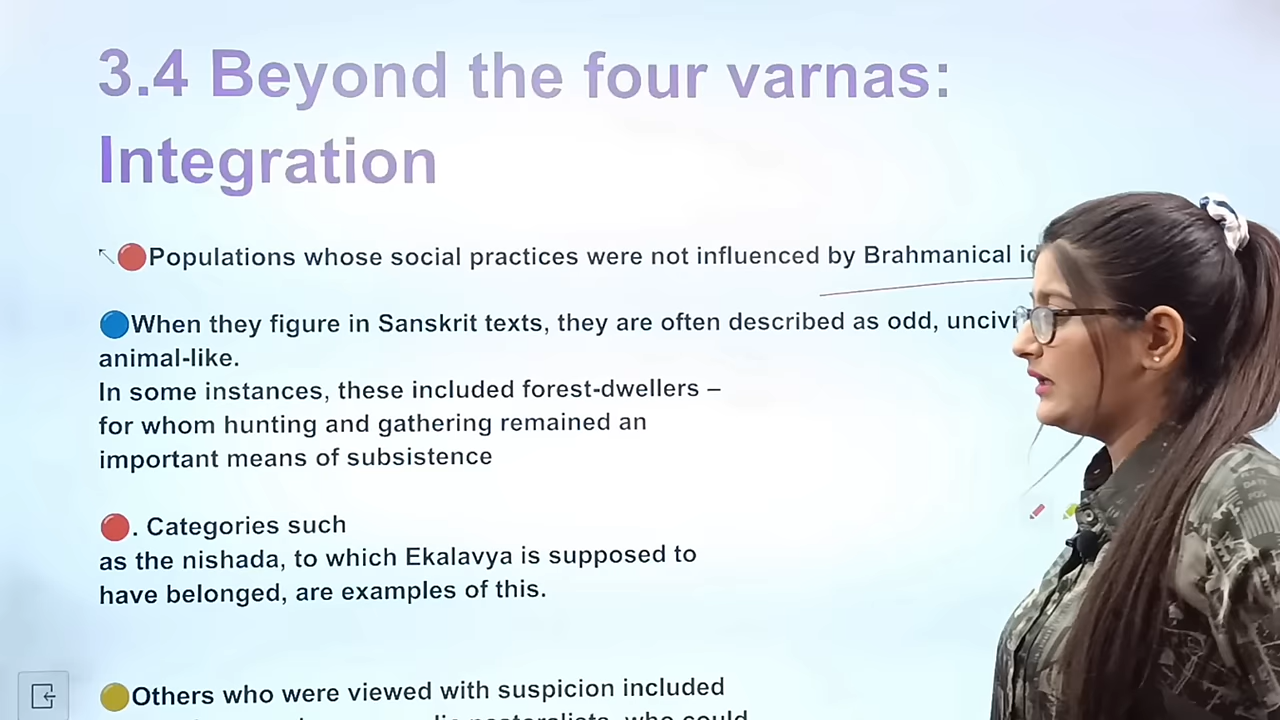 3.4 Beyond the four varnas:
Integration
Populations whose social practices were not influenced by Brahmanical
When they figure in Sanskrit texts, they are often described as odd,
animal-like.
In some instances, these included forest-dwellers –
for whom hunting and gathering remained an
important means of subsistence
. Categories such
as the nishada, to which Ekalavya is supposed to
have belonged, are examples of this.
Others who were viewed with suspicion included
pastoralists, who could